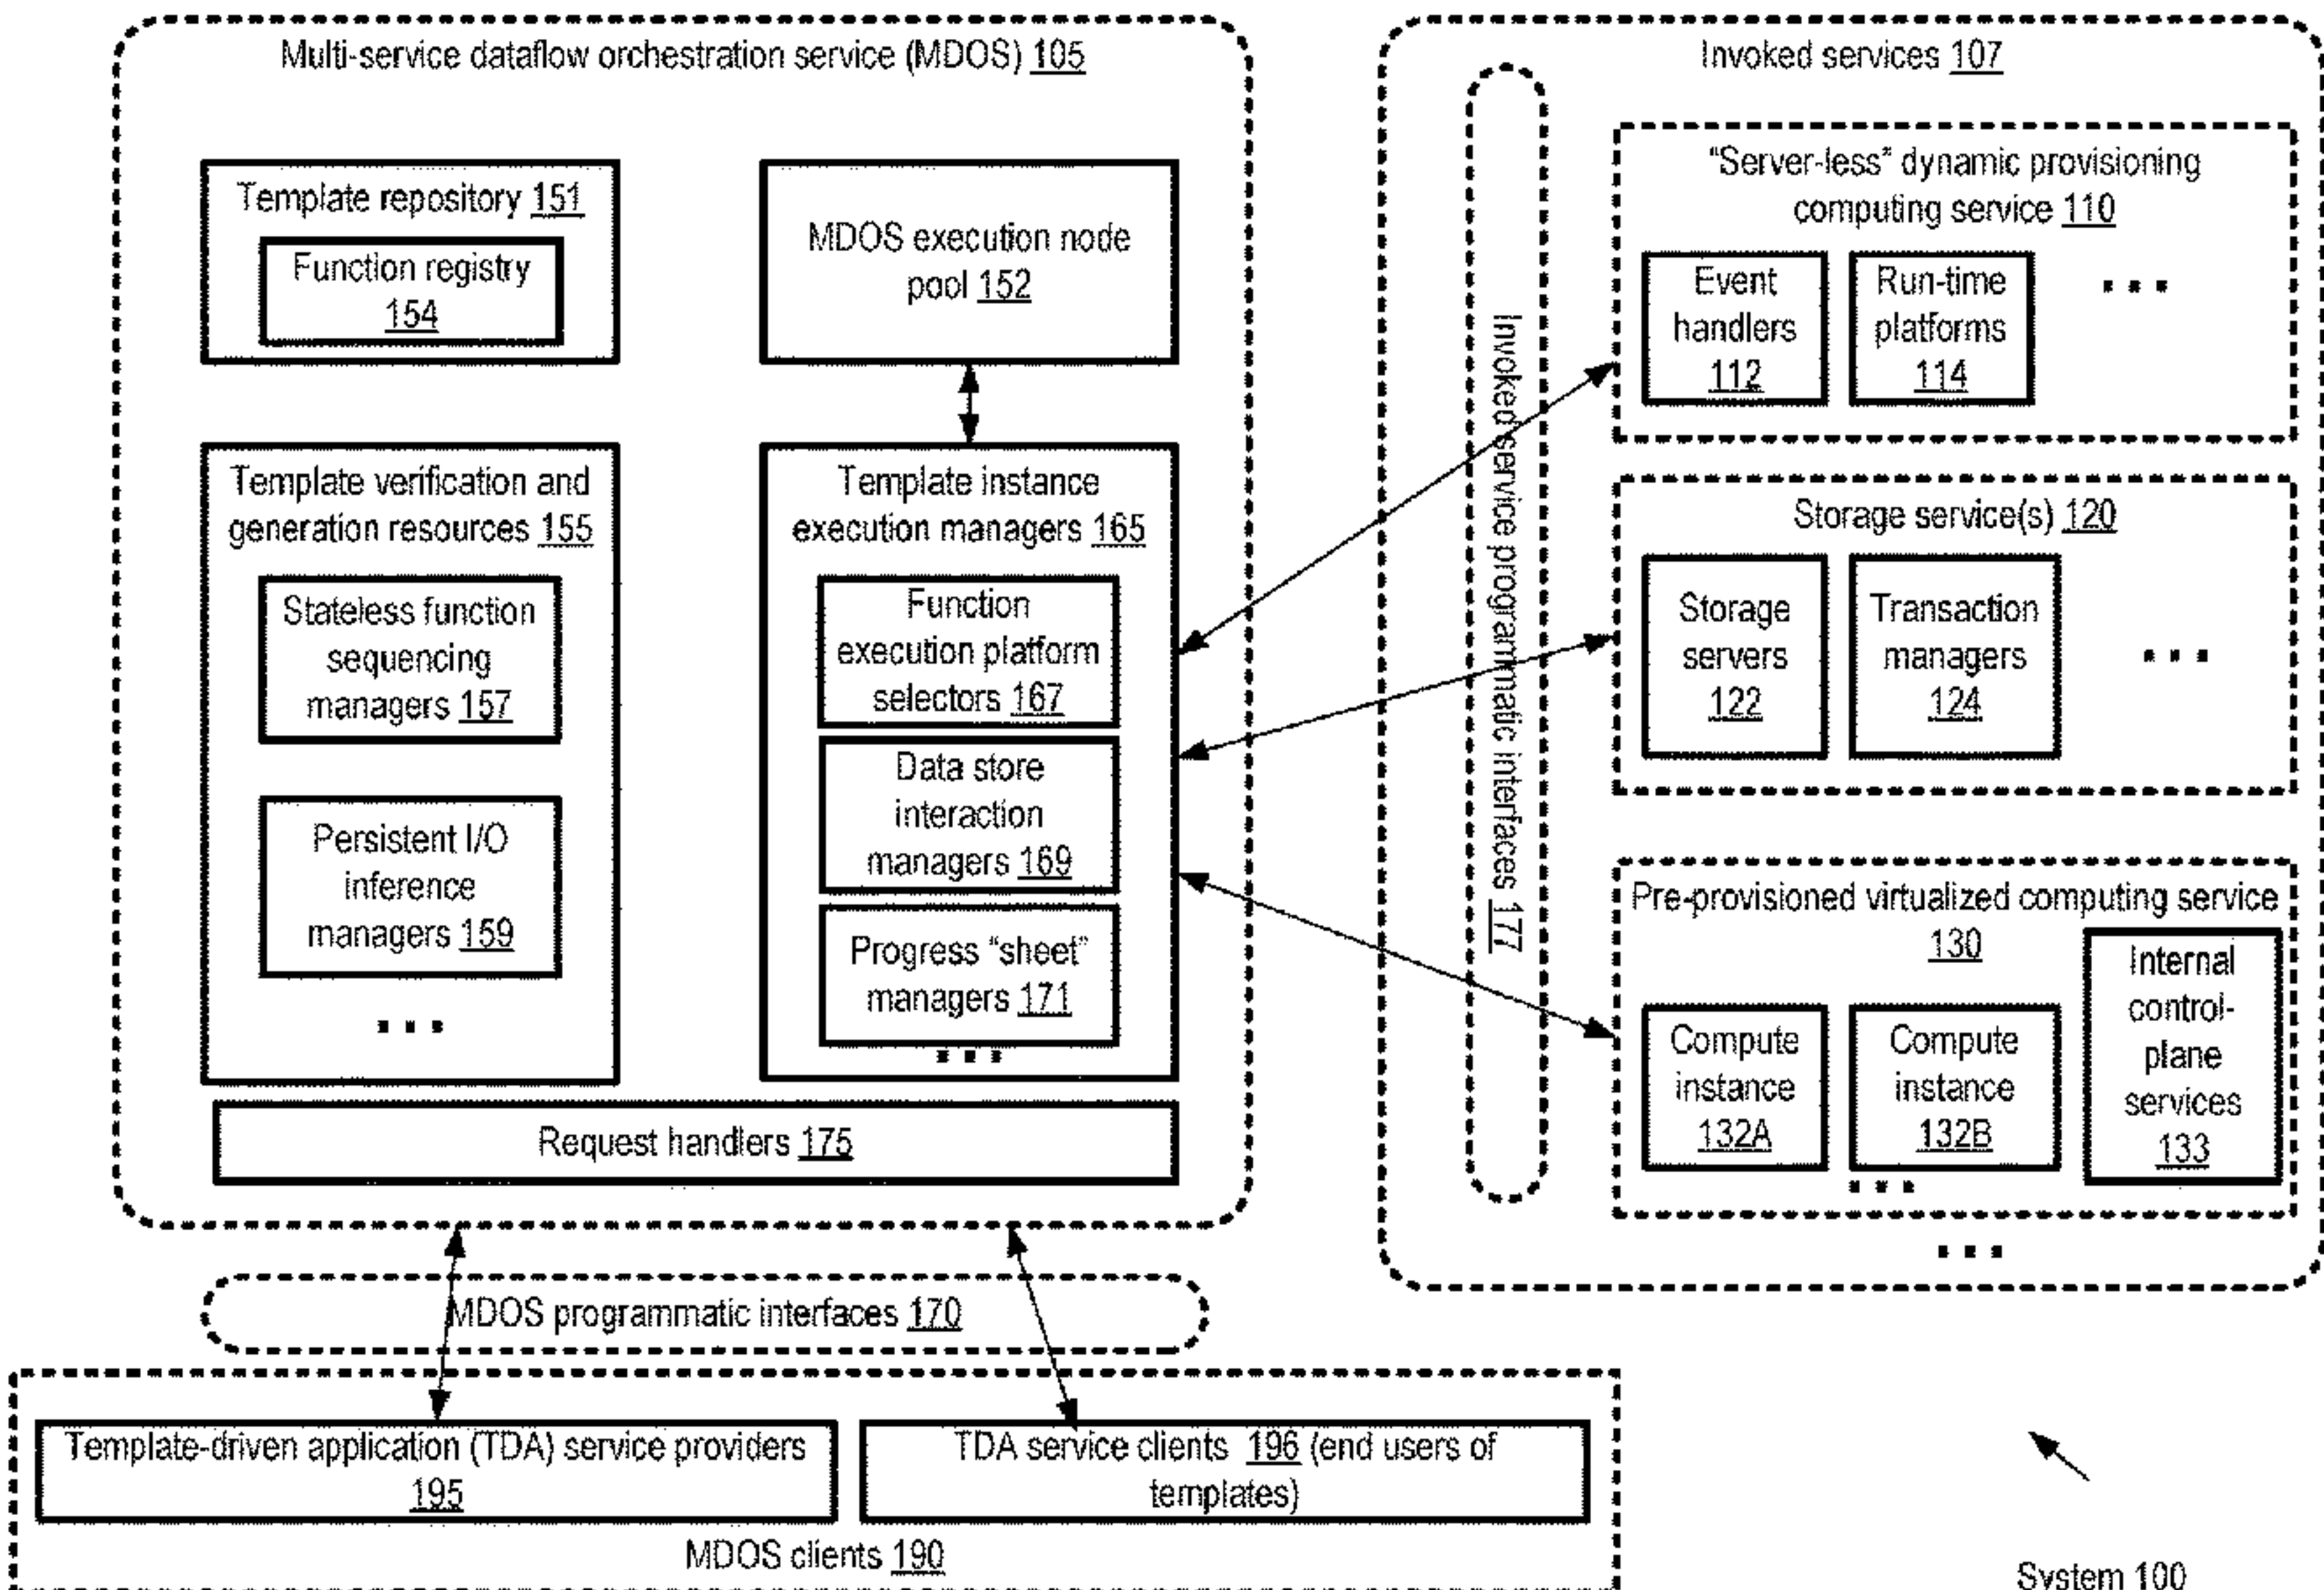 Multi-service dataflow orchestration service (MDOS) 105
Template repository 151
Function registry
154
MDOS execution node
pool 152
Template verification and
generation resources 155
Stateless function
sequencing
managers 157
Persistent I/O
inference
managers 159
...
Template instance
execution managers 165
Function
execution platform
selectors 167
Data store
interaction
managers 169
Progress “sheet”
managers 171
...
Request handlers 175
Invoked services 107
Invoked service programmatic interfaces 177
“Server-less” dynamic provisioning
computing service 110
Event
handlers
112
Run-time
platforms
114
...
Storage service(s) 120
Storage
servers
122
Transaction
managers
124
...
Pre-provisioned virtualized computing service
130
Compute
instance
132A
Compute
instance
132B
...
Internal
control-
plane
services
133
...
MDOS programmatic interfaces 170
Template-driven application (TDA) service providers
195
TDA service clients 196 (end users of
templates)
MDOS clients 190
System 100